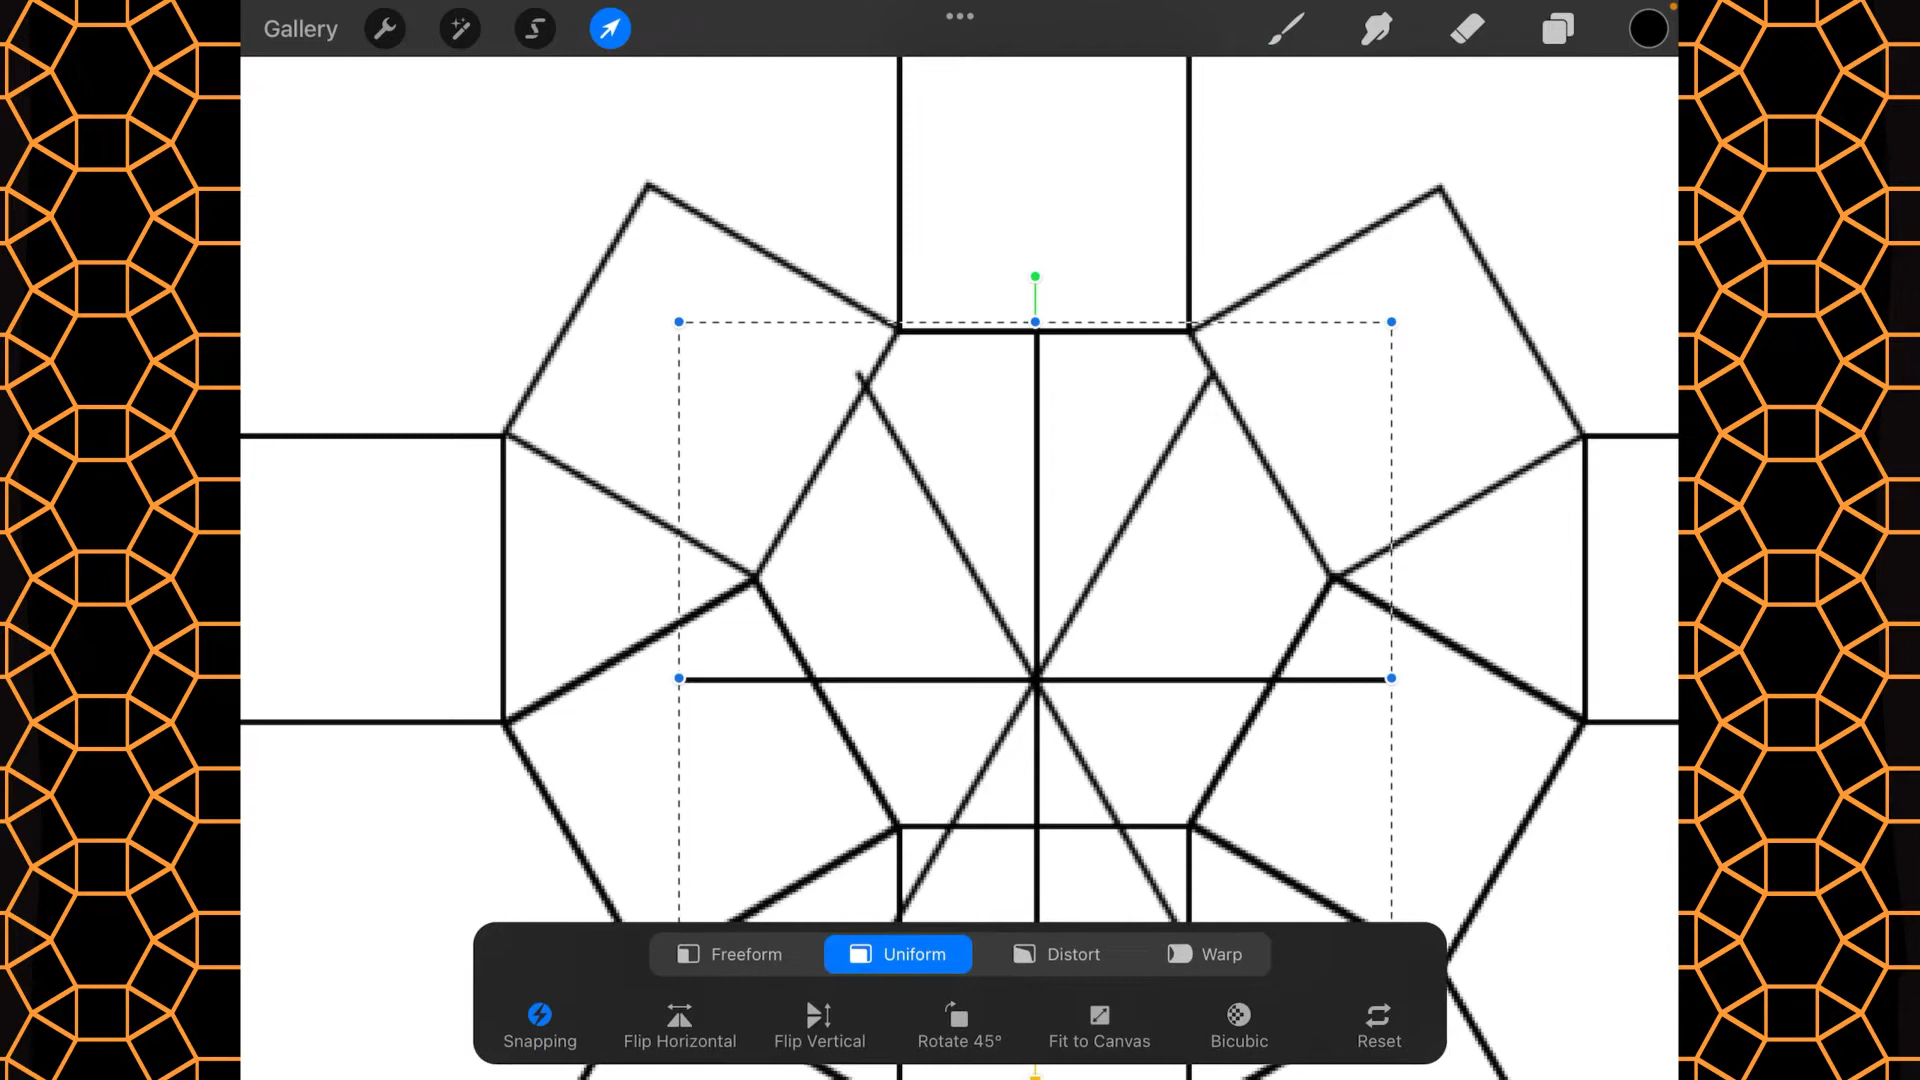 Gallery
Freeform Uniform Distort Warp
Snapping Flip Horizontal Flip Vertical Rotate 45° Fit to Canvas Bicubic Reset